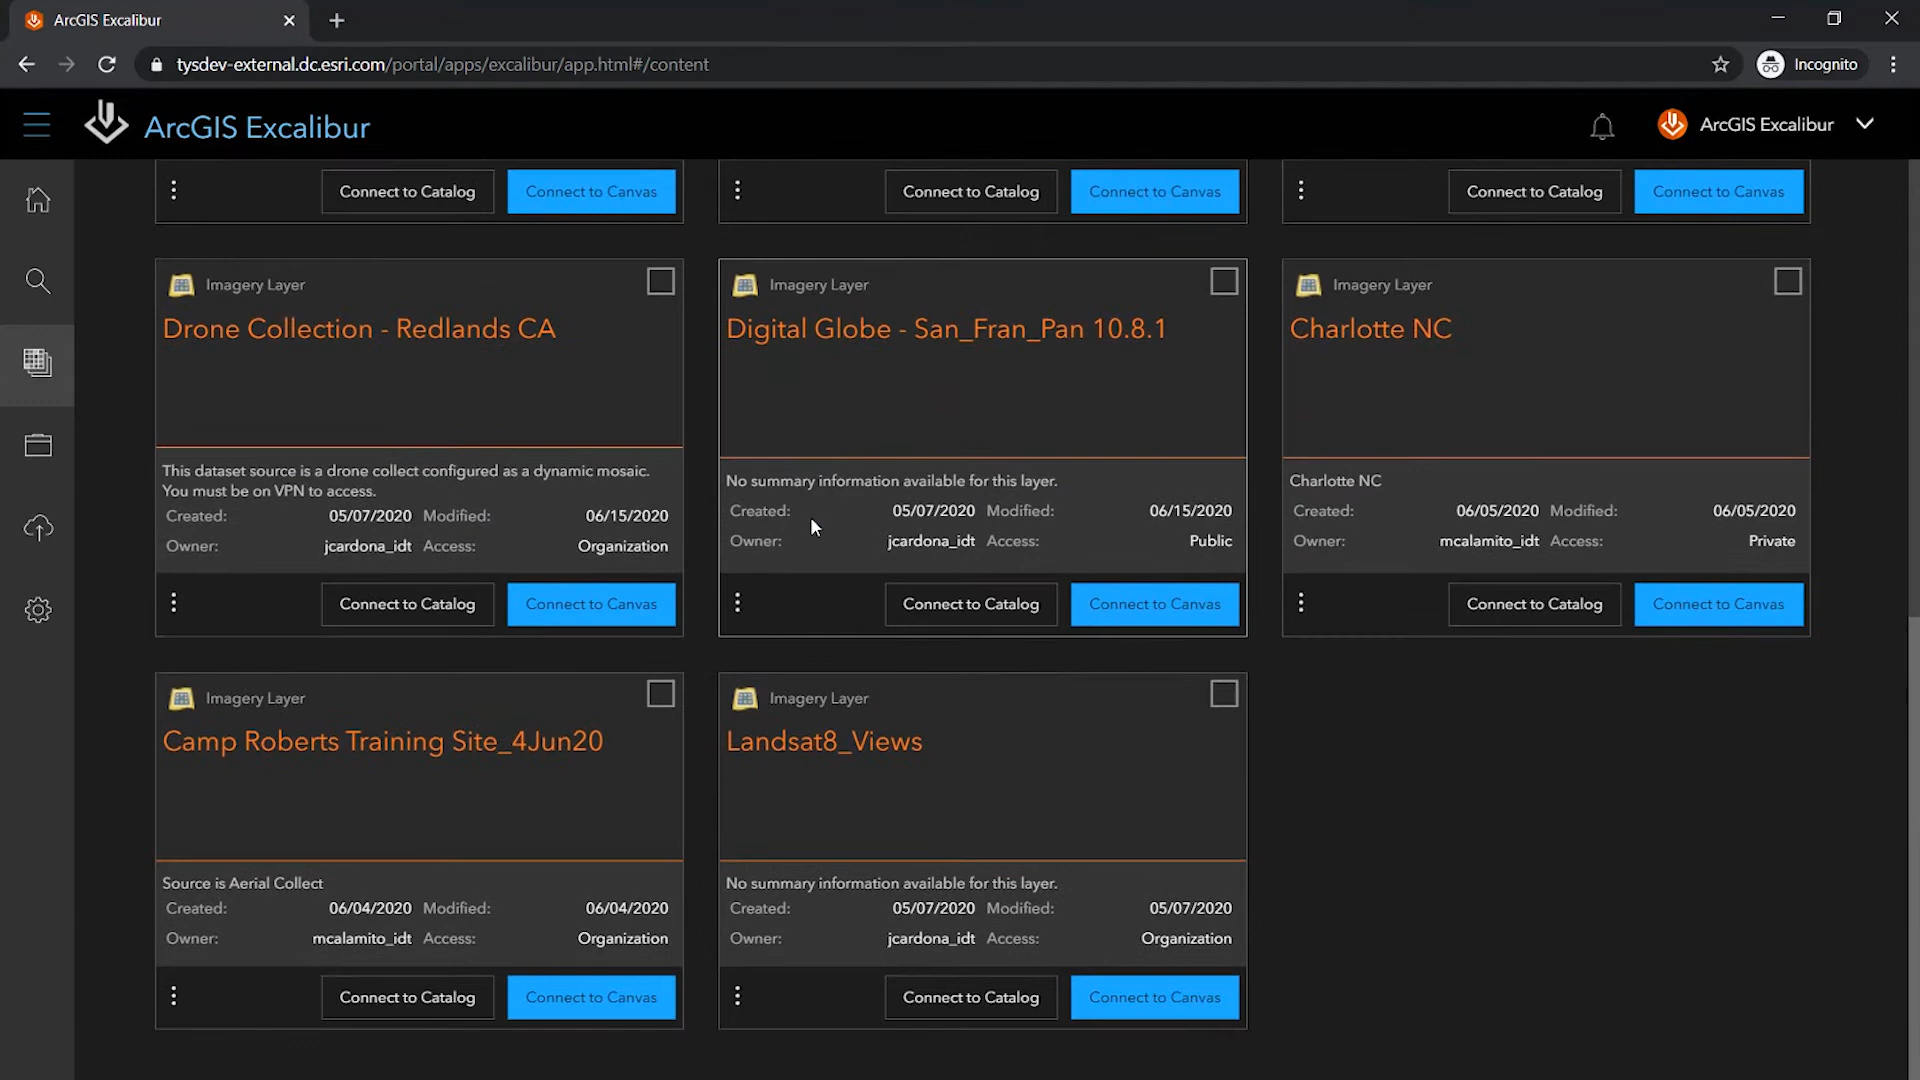 ArcGIS Excalibur
tysdev-external.dc.esri.com/portal/apps/excalibur/app.html#/content
Incognito
ArcGIS Excalibur
ArcGIS Excalibur
Connect to Catalog Connect to Canvas
Connect to Catalog Connect to Canvas
Connect to Catalog Connect to Canvas
Imagery Layer
Drone Collection - Redlands CA
This dataset source is a drone collect configured as a dynamic mosaic.
You must be on VPN to access.
Created: 05/07/2020 Modified: 06/15/2020
Owner: jcardona_idt Access: Organization
Connect to Catalog Connect to Canvas
Imagery Layer
Digital Globe - San_Fran_Pan 10.8.1
No summary information available for this layer.
Created: 05/07/2020 Modified: 06/15/2020
Owner: jcardona_idt Access: Public
Connect to Catalog Connect to Canvas
Imagery Layer
Charlotte NC
Charlotte NC
Created: 06/05/2020 Modified: 06/05/2020
Owner: mcalamito_idt Access: Private
Connect to Catalog Connect to Canvas
Imagery Layer
Camp Roberts Training Site_4Jun20
Source is Aerial Collect
Created: 06/04/2020 Modified: 06/04/2020
Owner: mcalamito_idt Access: Organization
Connect to Catalog Connect to Canvas
Imagery Layer
Landsat8_Views
No summary information available for this layer.
Created: 05/07/2020 Modified: 05/07/2020
Owner: jcardona_idt Access: Organization
Connect to Catalog Connect to Canvas